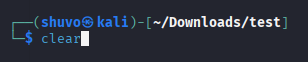 ┌──(shuvo㉿kali)-[~/Downloads/test]
└─$ clear